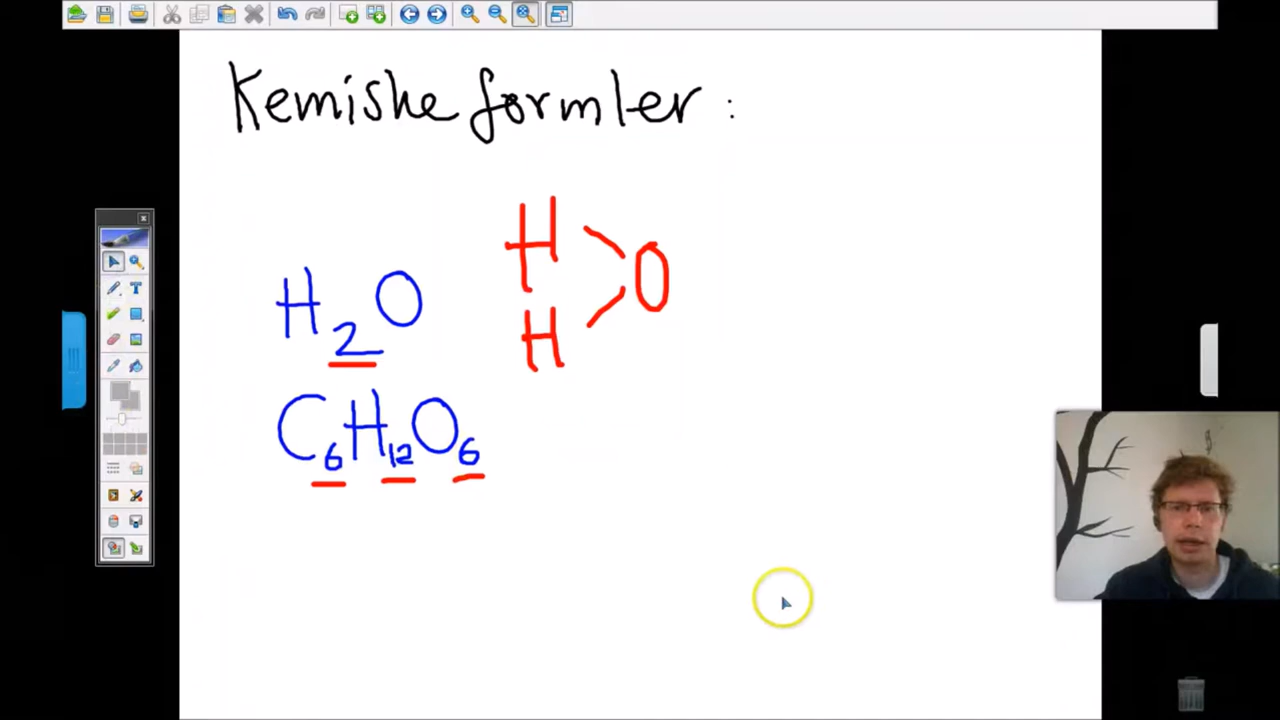 Kemiske formler :
H
H₂O
O
H
C₆H₁₂O₆